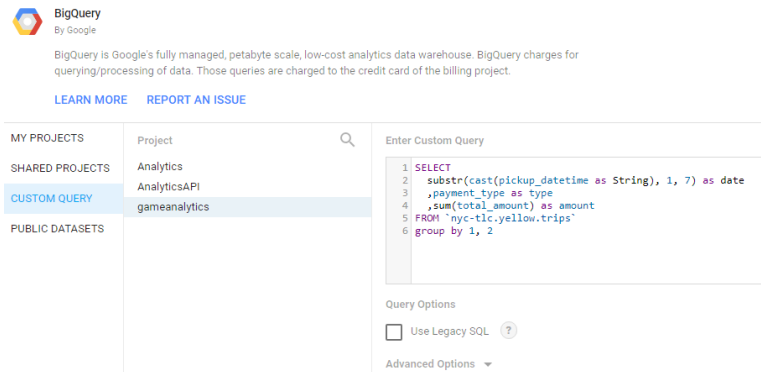 BigQuery
By Google
BigQuery is Google's fully managed, petabyte scale, low-cost analytics data warehouse. BigQuery charges for
querying/processing of data. Those queries are charged to the credit card of the billing project.
LEARN MORE REPORT AN ISSUE
MY PROJECTS
SHARED PROJECTS
CUSTOM QUERY
PUBLIC DATASETS
Project
Analytics
AnalyticsAPI
gameanalytics
Enter Custom Query
1 SELECT
2 substr(cast(pickup_datetime as String), 1, 7) as date
3 ,payment_type as type
4 ,sum(total_amount) as amount
5 FROM `nyc-tlc.yellow.trips`
6 group by 1, 2
Query Options
Use Legacy SQL ?
Advanced Options